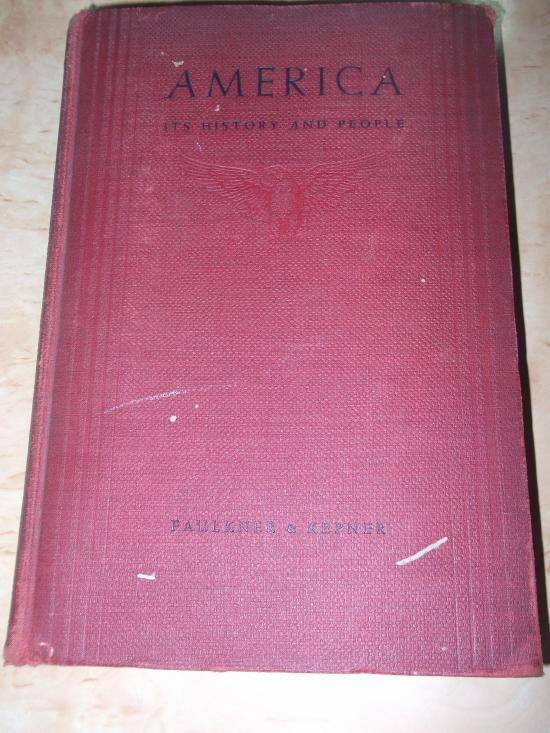 AMERICA
ITS HISTORY AND PEOPLE
FAULKNER & KEPNER